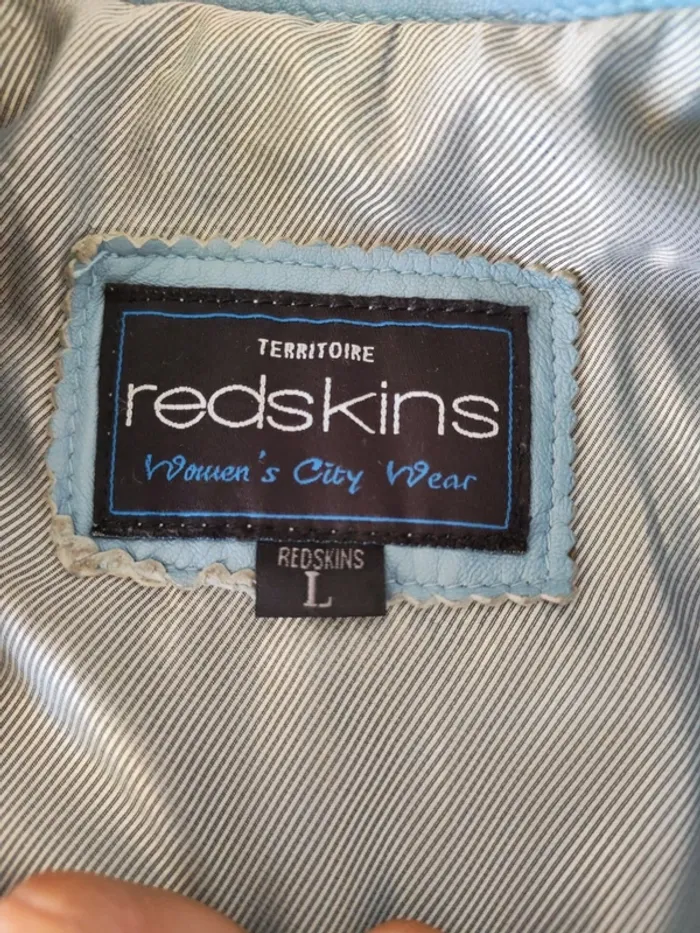 TERRITOIRE
redskins
Women's City Wear
REDSKINS
L